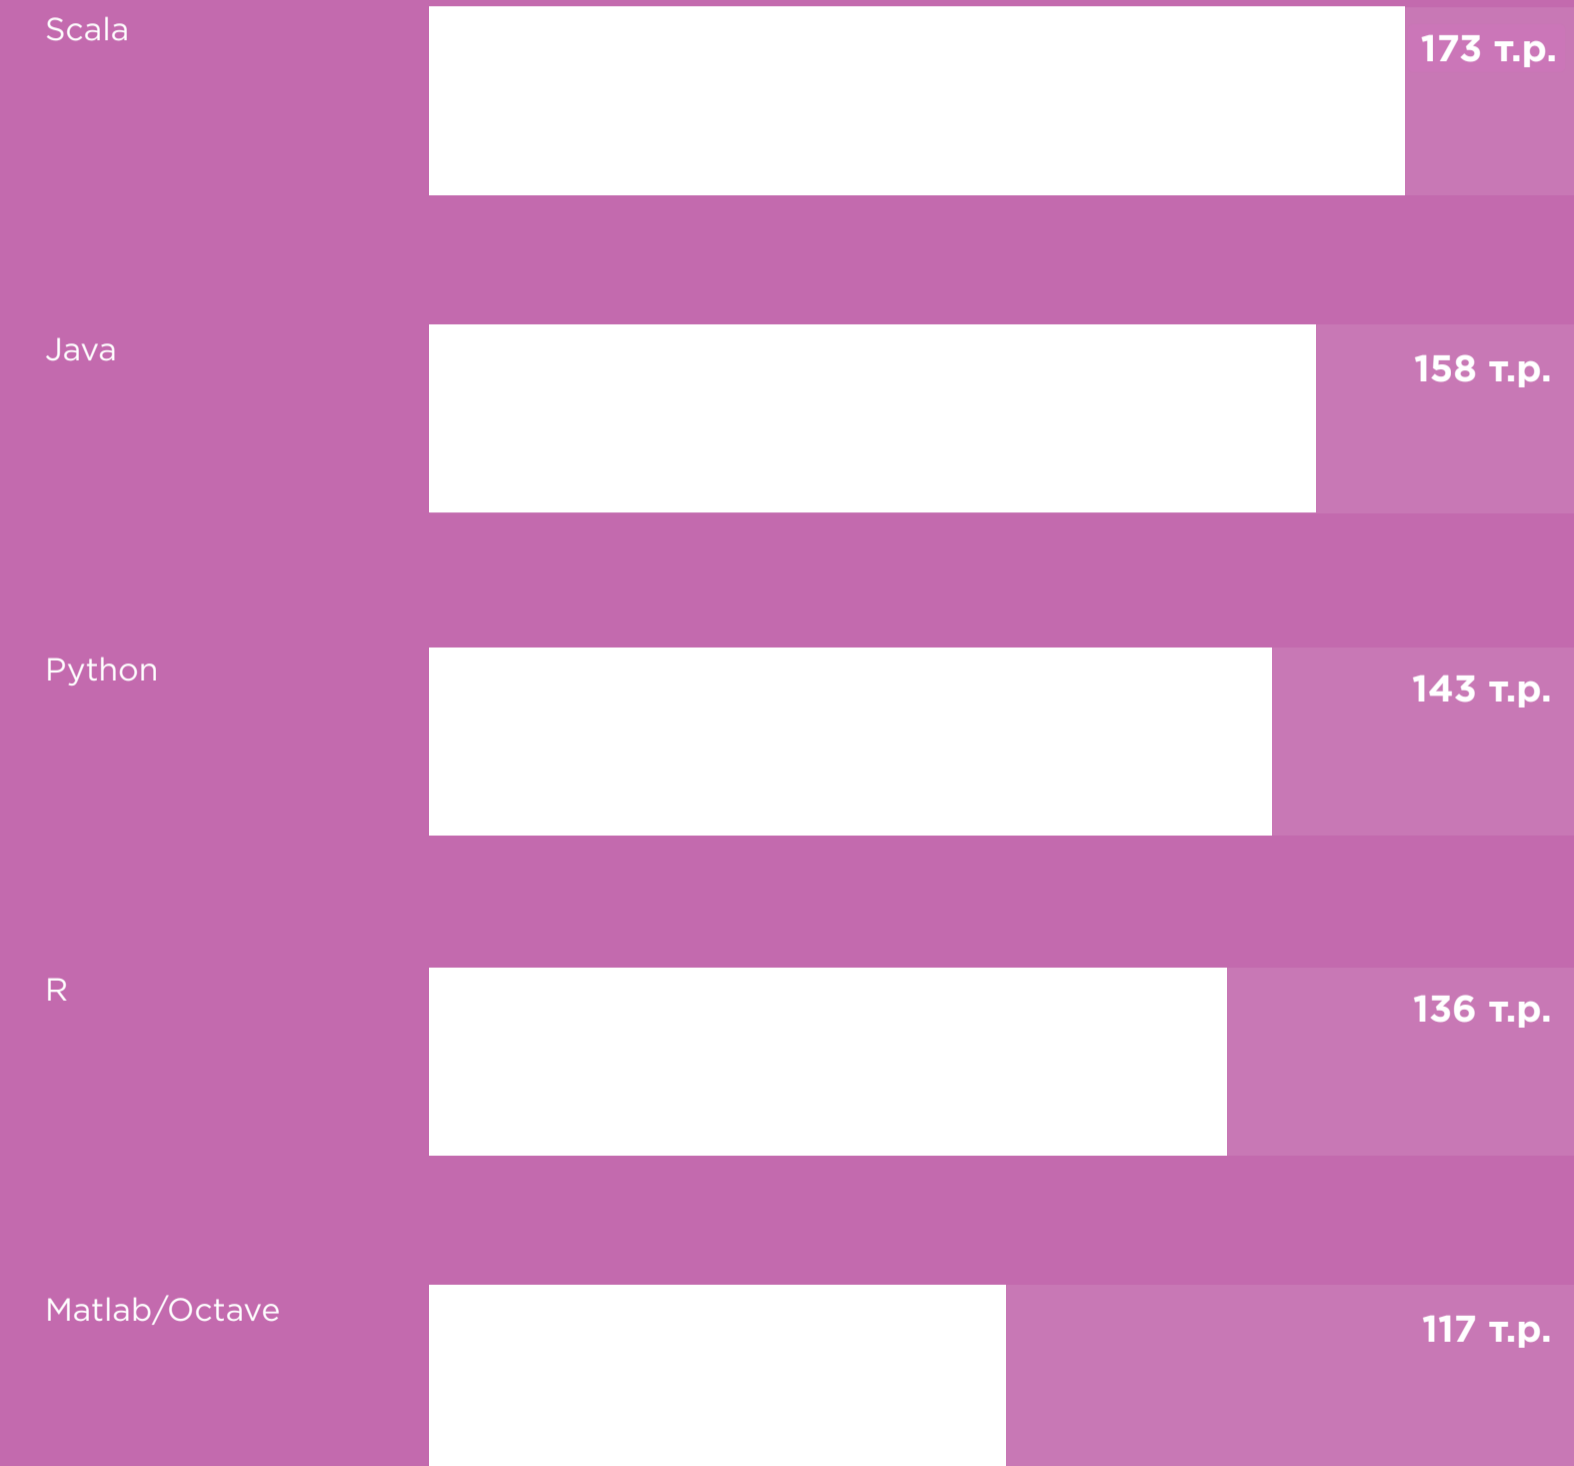 Scala 173 т.р.
Java 158 т.р.
Python 143 т.р.
R 136 т.р.
Matlab/Octave 117 т.р.